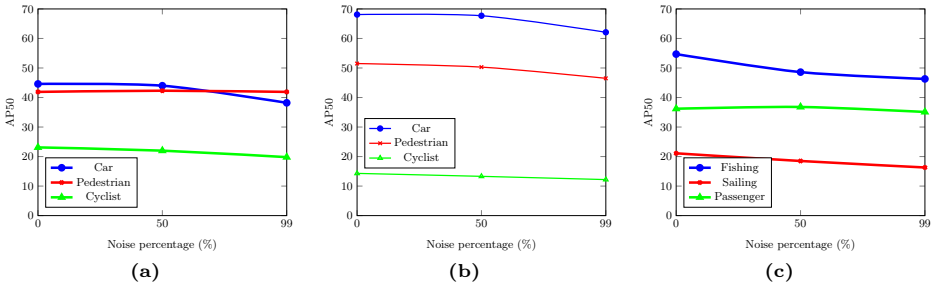 70
60
50
40
30
20
10
0
AP50
Car
Pedestrian
Cyclist
0 50 99
Noise percentage (%)
(a)
70
60
50
40
30
20
10
0
AP50
Car
Pedestrian
Cyclist
0 50 99
Noise percentage (%)
(b)
70
60
50
40
30
20
10
0
AP50
Fishing
Sailing
Passenger
0 50 99
Noise percentage (%)
(c)